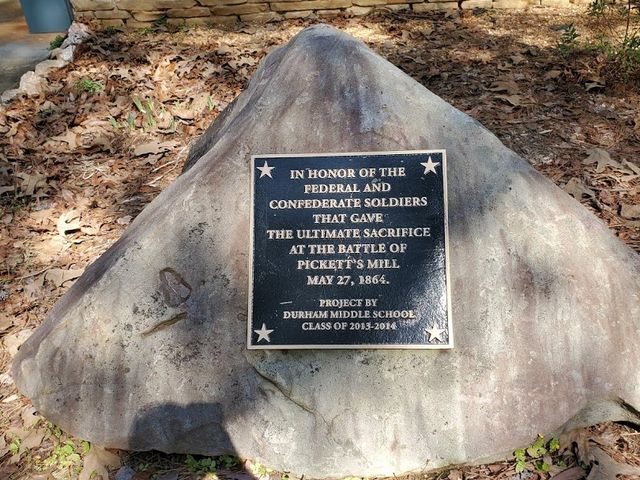 IN HONOR OF THE
FEDERAL AND
CONFEDERATE SOLDIERS
THAT GAVE
THE ULTIMATE SACRIFICE
AT THE BATTLE OF
PICKETT'S MILL
MAY 27, 1864.
PROJECT BY
DURHAM MIDDLE SCHOOL
CLASS OF 2013-2014